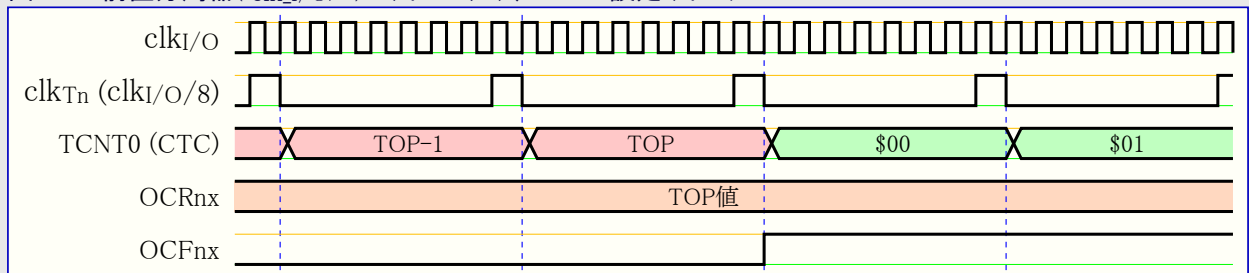 clkI/O
clkTn (clkI/O/8)
TCNT0 (CTC) TOP-1 TOP $00 $01
OCRnx TOP値
OCFnx